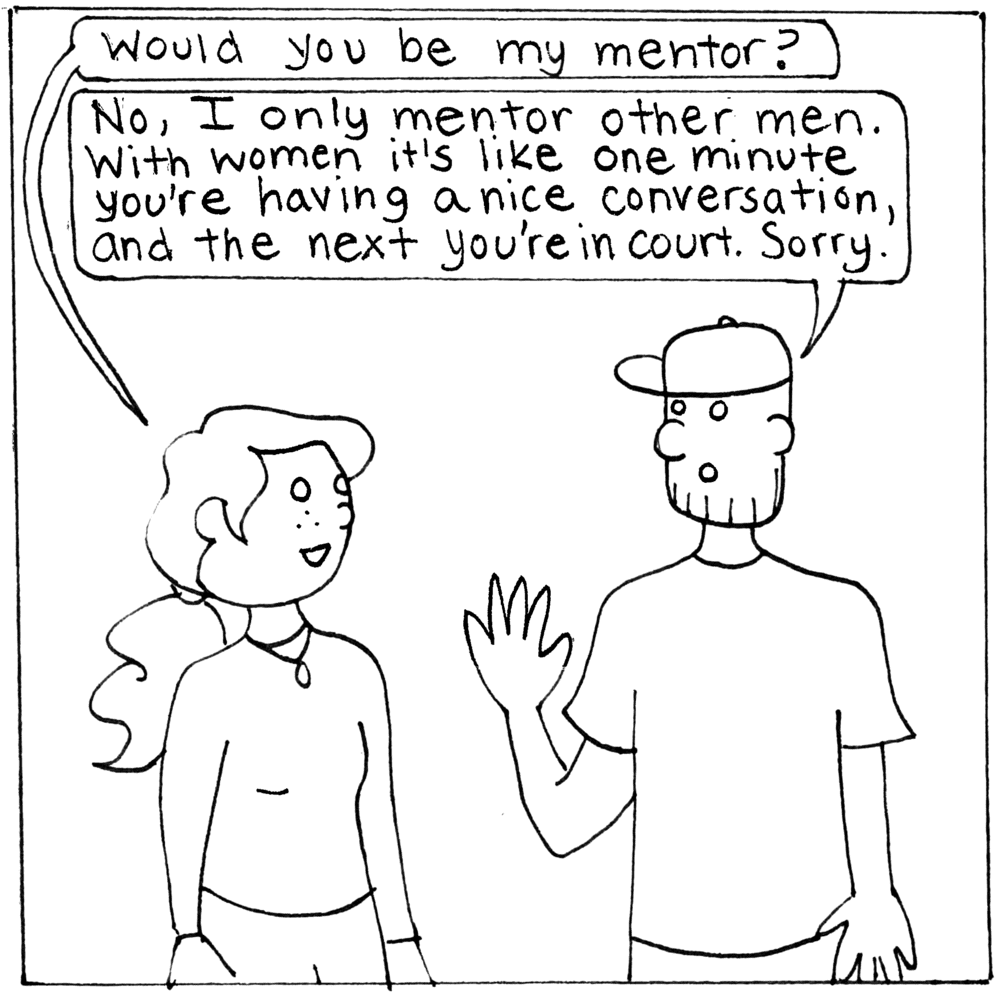 Would you be my mentor?
No, I only mentor other men.
With women it's like one minute
you're having a nice conversation,
and the next you're in court. Sorry.